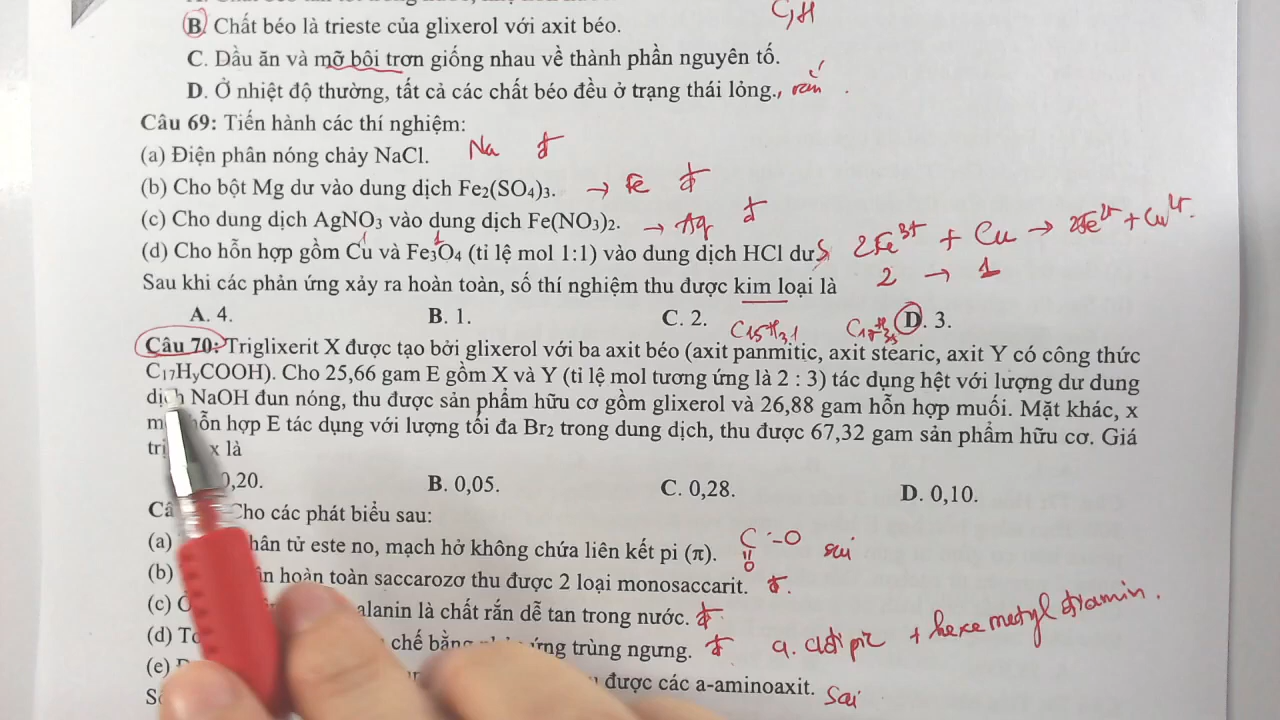 B. Chất béo là trieste của glixerol với axit béo.
C. Dầu ăn và mỡ bôi trơn giống nhau về thành phần nguyên tố.
D. Ở nhiệt độ thường, tất cả các chất béo đều ở trạng thái lỏng., rắn
Câu 69: Tiến hành các thí nghiệm:
(a) Điện phân nóng chảy NaCl. Na đ
(b) Cho bột Mg dư vào dung dịch Fe₂(SO₄)₃. → Fe đ
(c) Cho dung dịch AgNO₃ vào dung dịch Fe(NO₃)₂. → Ag đ
(d) Cho hỗn hợp gồm Cu và Fe₃O₄ (tỉ lệ mol 1:1) vào dung dịch HCl dư S 2Fe³⁺ + Cu → 2Fe²⁺ + Cu²⁺.
2 → 1
Sau khi các phản ứng xảy ra hoàn toàn, số thí nghiệm thu được kim loại là
A. 4. B. 1. C. 2. D. 3.
C₁₅H₃₁ C₁₇H₃₅
Câu 70: Triglixerit X được tạo bởi glixerol với ba axit béo (axit panmitic, axit stearic, axit Y có công thức
C₁₇HᵧCOOH). Cho 25,66 gam E gồm X và Y (tỉ lệ mol tương ứng là 2 : 3) tác dụng hết với lượng dư dung
dịch NaOH đun nóng, thu được sản phẩm hữu cơ gồm glixerol và 26,88 gam hỗn hợp muối. Mặt khác, x
hỗn hợp E tác dụng với lượng tối đa Br₂ trong dung dịch, thu được 67,32 gam sản phẩm hữu cơ. Giá
x là
0,20. B. 0,05. C. 0,28. D. 0,10.
Cho các phát biểu sau:
(a) phân tử este no, mạch hở không chứa liên kết pi (π). C - O sai
O
(b) hoàn toàn saccarozơ thu được 2 loại monosaccarit. đ.
(c) alanin là chất rắn dễ tan trong nước. đ
(d) chế bằng phản ứng trùng ngưng. đ a. ađipic + hexametylđiamin.
(e) được các a-aminoaxit. Sai